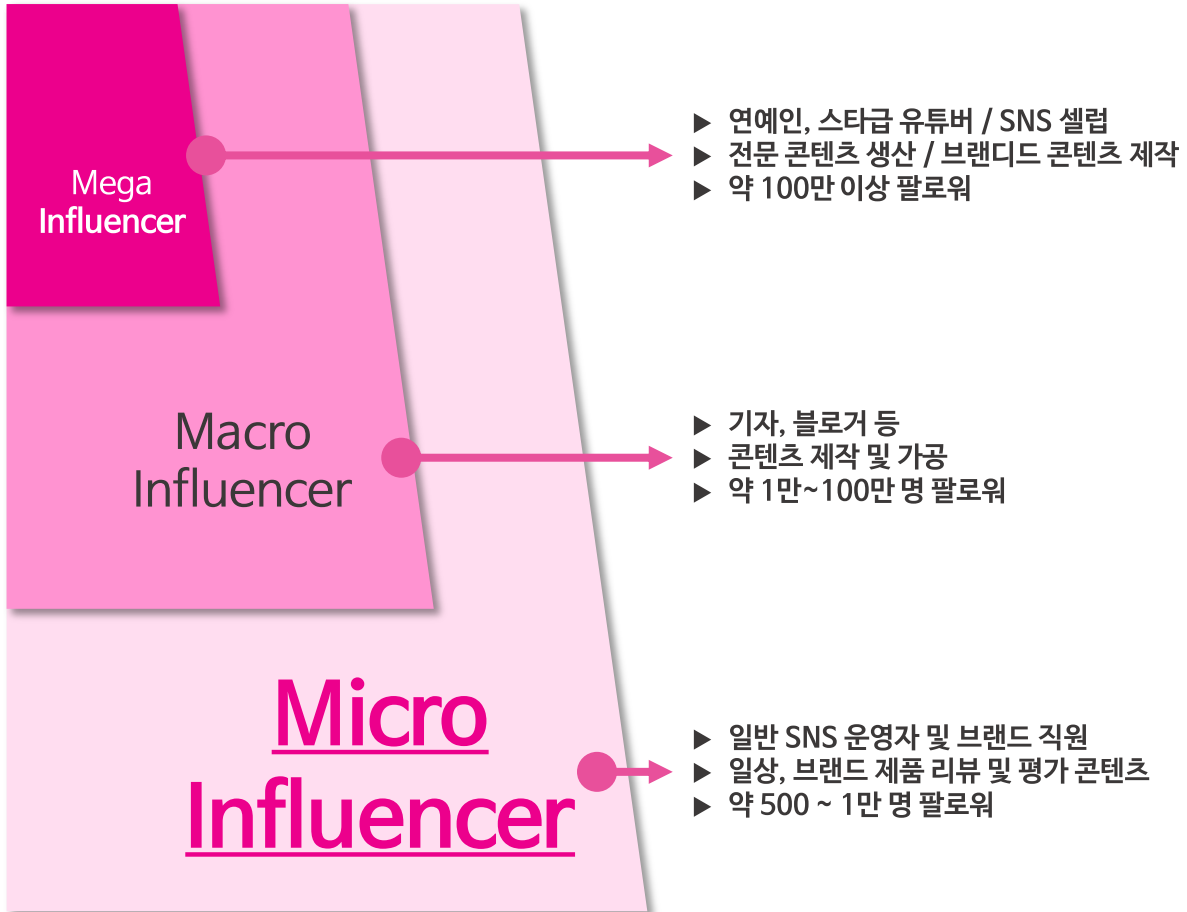 Mega
Influencer
▶ 연예인, 스타급 유튜버 / SNS 셀럽
▶ 전문 콘텐츠 생산 / 브랜디드 콘텐츠 제작
▶ 약 100만 이상 팔로워
Macro
Influencer
▶ 기자, 블로거 등
▶ 콘텐츠 제작 및 가공
▶ 약 1만~100만 명 팔로워
Micro
Influencer
▶ 일반 SNS 운영자 및 브랜드 직원
▶ 일상, 브랜드 제품 리뷰 및 평가 콘텐츠
▶ 약 500 ~ 1만 명 팔로워